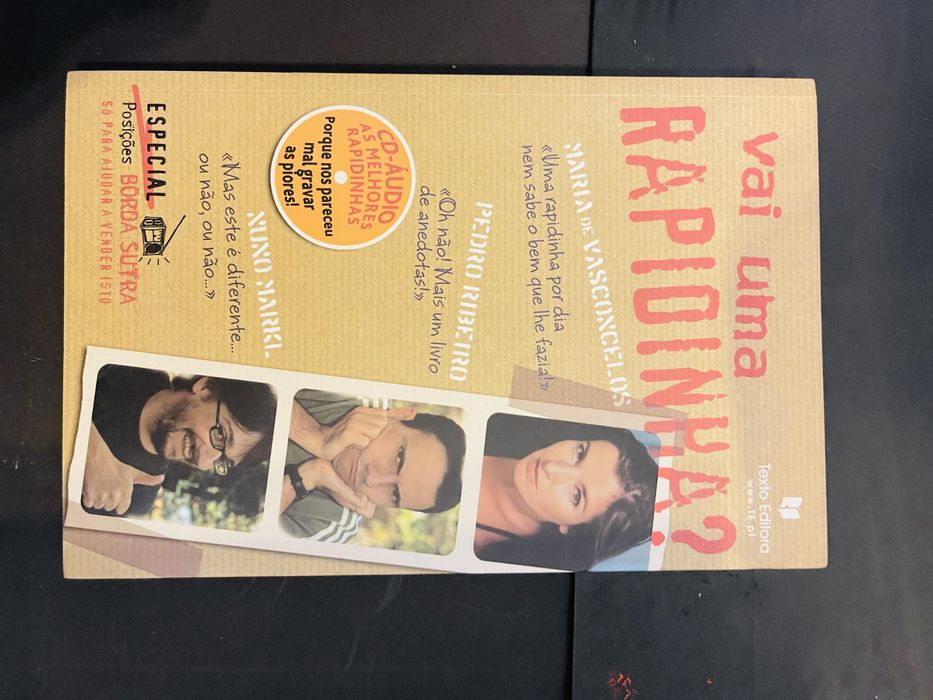 vai uma
RAPIDINHA?
Texto Editora
www.TE.pt
MARIA DE VASCONCELOS
«Uma rapidinha por dia
nem sabe o bem que lhe fazia!»
PEDRO RIBEIRO
«Oh não! Mais um livro
de anedotas!»
CD-ÁUDIO
AS MELHORES
RAPIDINHAS
Porque nos pareceu
mal gravar
as piores!
NUNO MARKL
«Mas este é diferente...
ou não, ou não...»
ESPECIAL
Posições BORDA SUTRA
SÓ PARA AJUDAR A VENDER ISTO